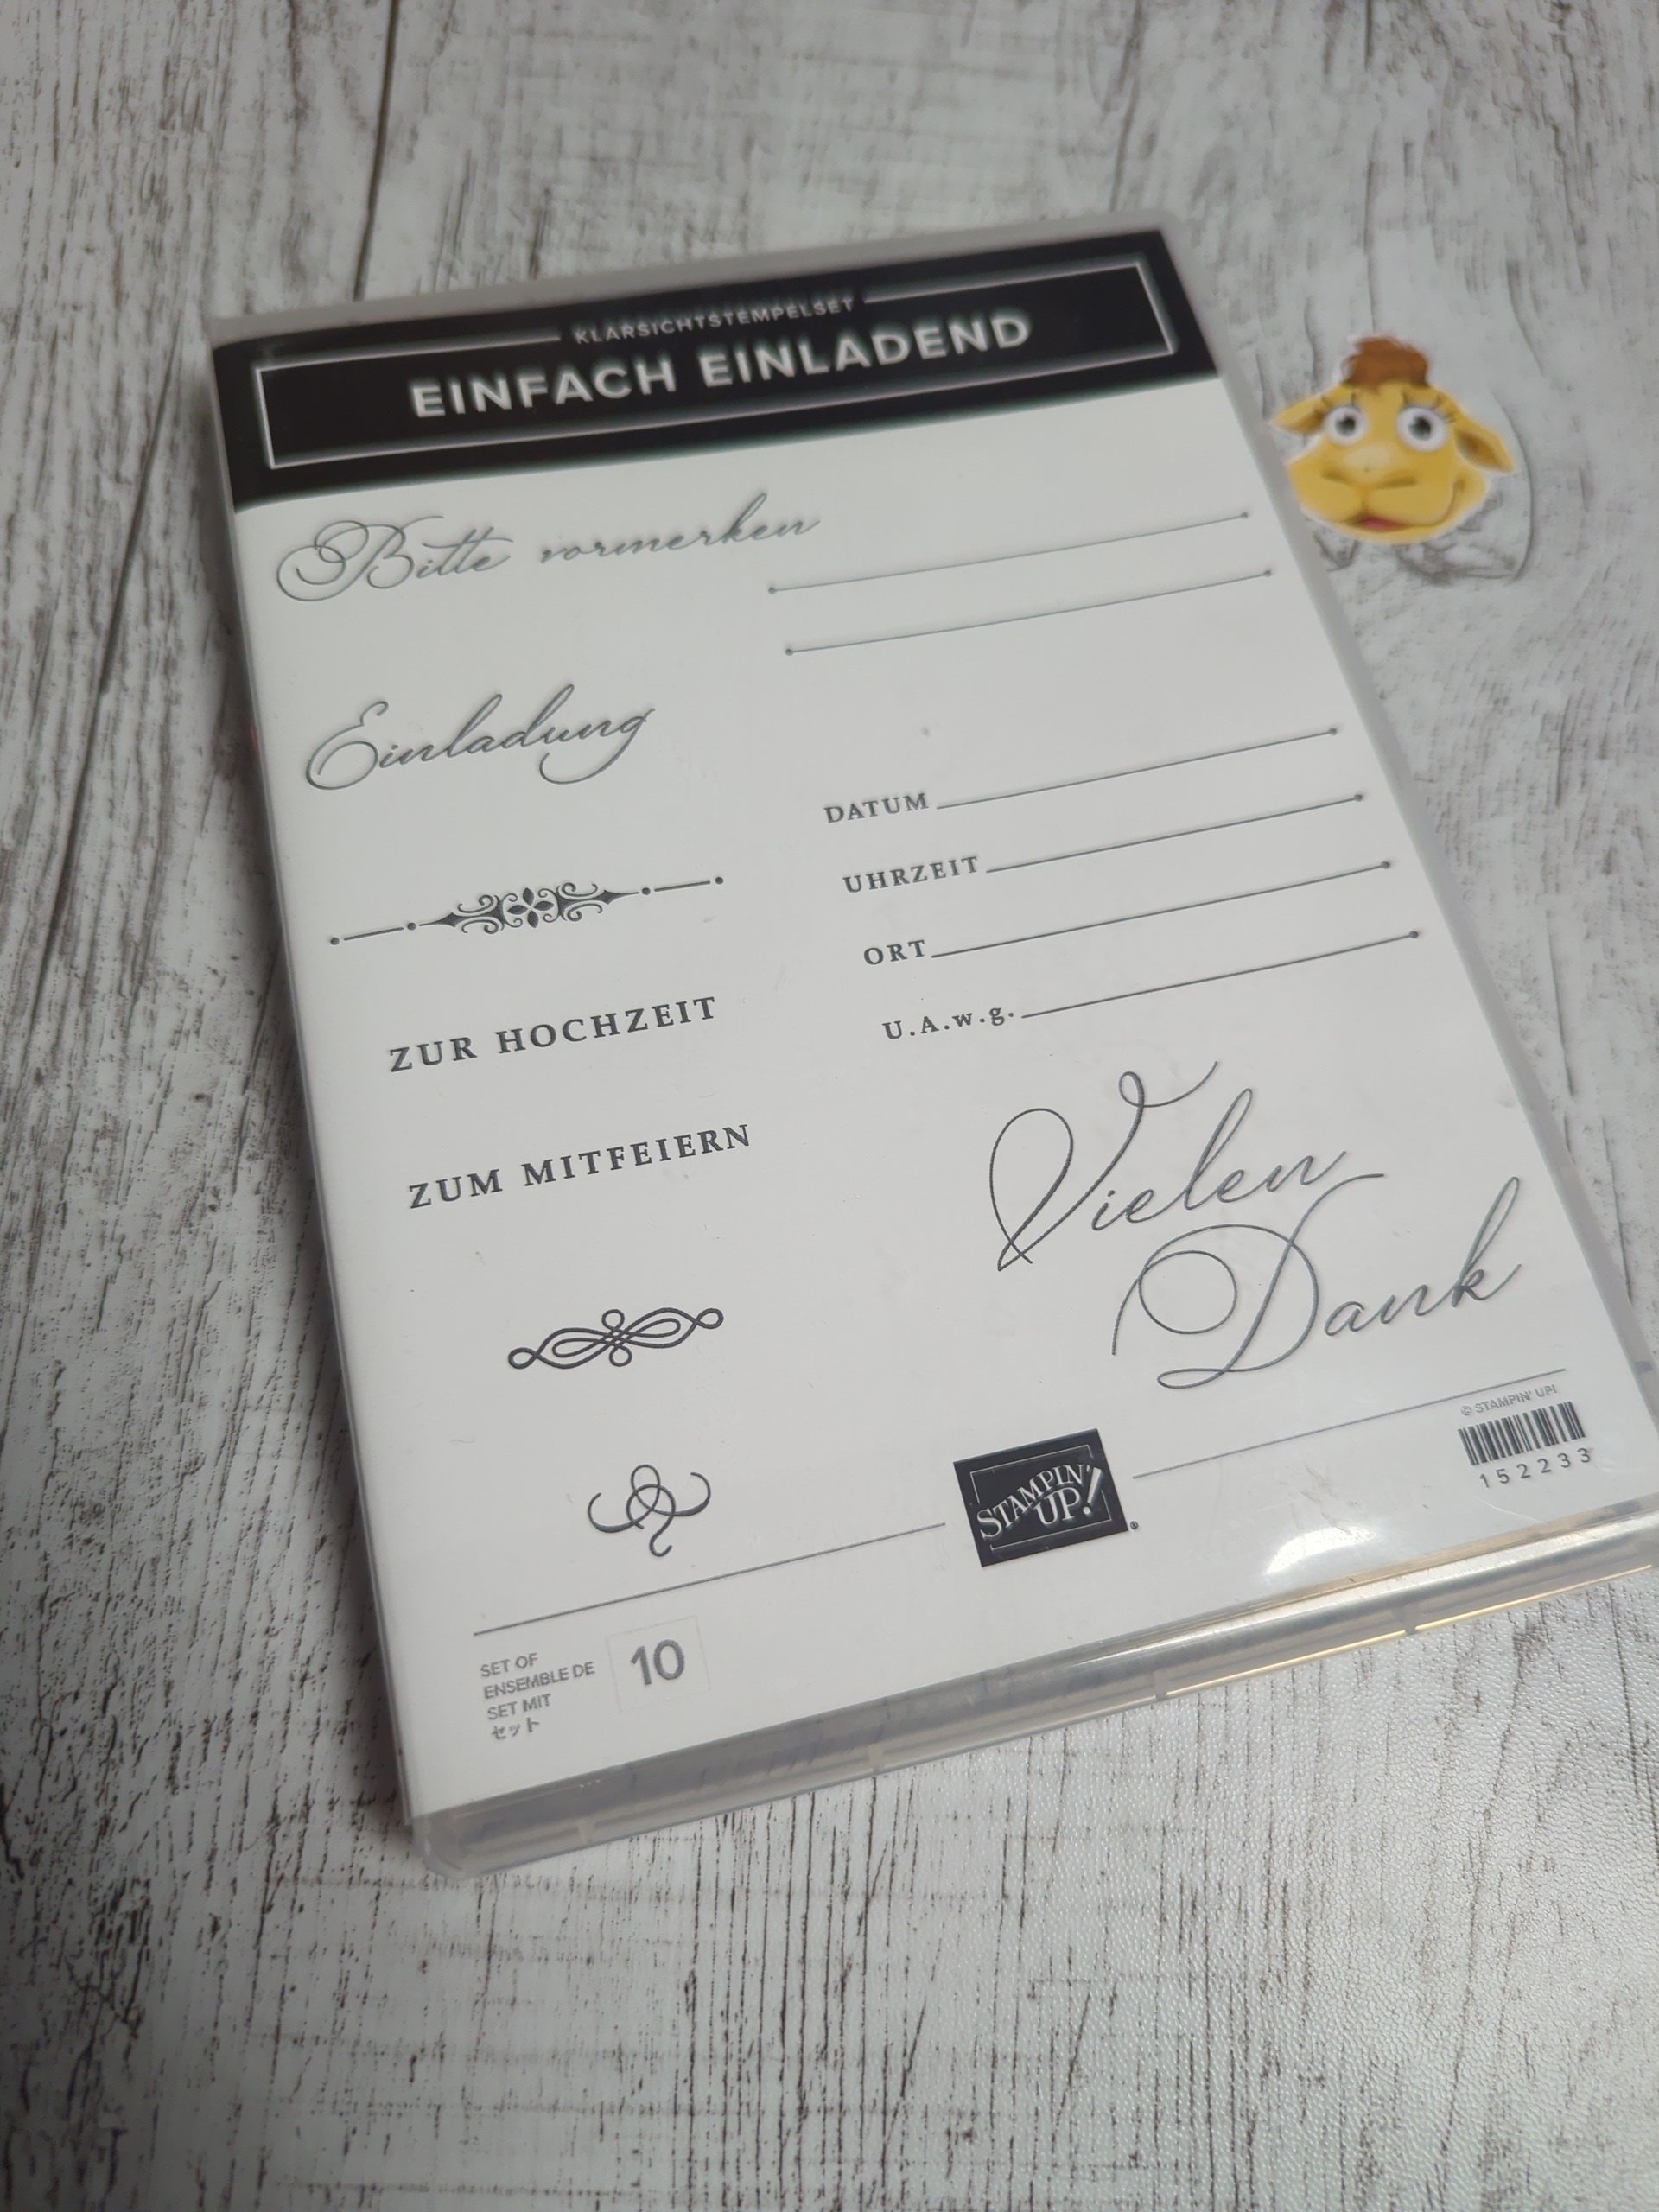 KLARSICHTSTEMPELSET
EINFACH EINLADEND
Bitte vormerken
Einladung
ZUR HOCHZEIT
ZUM MITFEIERN
DATUM
UHRZEIT
ORT
U.A.w.g.
Vielen
Dank
© STAMPIN' UP!
152233
STAMPIN'
UP!®
SET OF
ENSEMBLE DE
SET MIT
セット
10